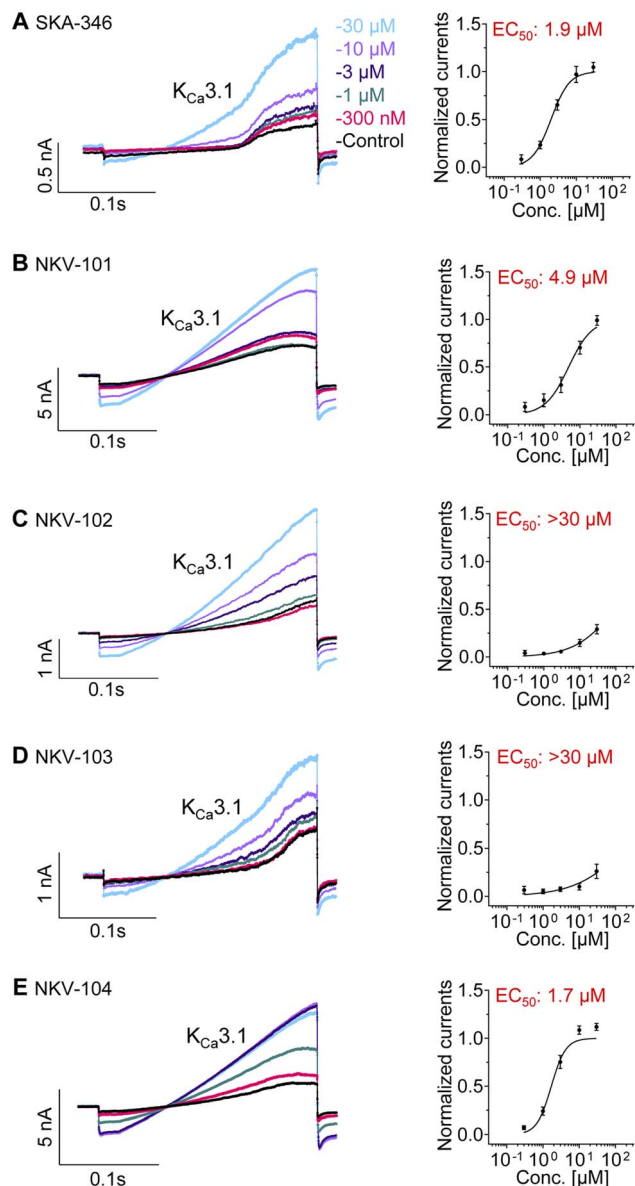 A SKA-346
K_Ca3.1
-30 µM
-10 µM
-3 µM
-1 µM
-300 nM
-Control
0.5 nA
0.1s
EC50: 1.9 µM
Normalized currents
1.5
1.0
0.5
0.0
10⁻¹ 10⁰ 10¹ 10²
Conc. [µM]
B NKV-101
K_Ca3.1
5 nA
0.1s
EC50: 4.9 µM
Normalized currents
1.5
1.0
0.5
0.0
10⁻¹ 10⁰ 10¹ 10²
Conc. [µM]
C NKV-102
K_Ca3.1
1 nA
0.1s
EC50: >30 µM
Normalized currents
1.5
1.0
0.5
0.0
10⁻¹ 10⁰ 10¹ 10²
Conc. [µM]
D NKV-103
K_Ca3.1
1 nA
0.1s
EC50: >30 µM
Normalized currents
1.5
1.0
0.5
0.0
10⁻¹ 10⁰ 10¹ 10²
Conc. [µM]
E NKV-104
K_Ca3.1
5 nA
0.1s
EC50: 1.7 µM
Normalized currents
1.5
1.0
0.5
0.0
10⁻¹ 10⁰ 10¹ 10²
Conc. [µM]